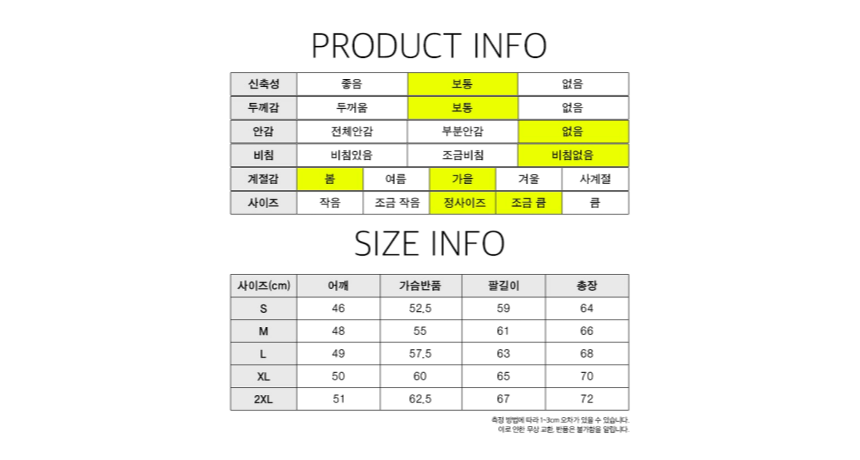 PRODUCT INFO
신축성 좋음 보통 없음
두께감 두꺼움 보통 없음
안감 전체안감 부분안감 없음
비침 비침있음 조금비침 비침없음
계절감 봄 여름 가을 겨울 사계절
사이즈 작음 조금 작음 정사이즈 조금 큼 큼
SIZE INFO
사이즈(cm) 어깨 가슴반품 팔길이 총장
S 46 52.5 59 64
M 48 55 61 66
L 49 57.5 63 68
XL 50 60 65 70
2XL 51 62.5 67 72
측정 방법에 따라 1~3cm 오차가 있을 수 있습니다.
이로 인한 무상 교환, 반품은 불가함을 알립니다.